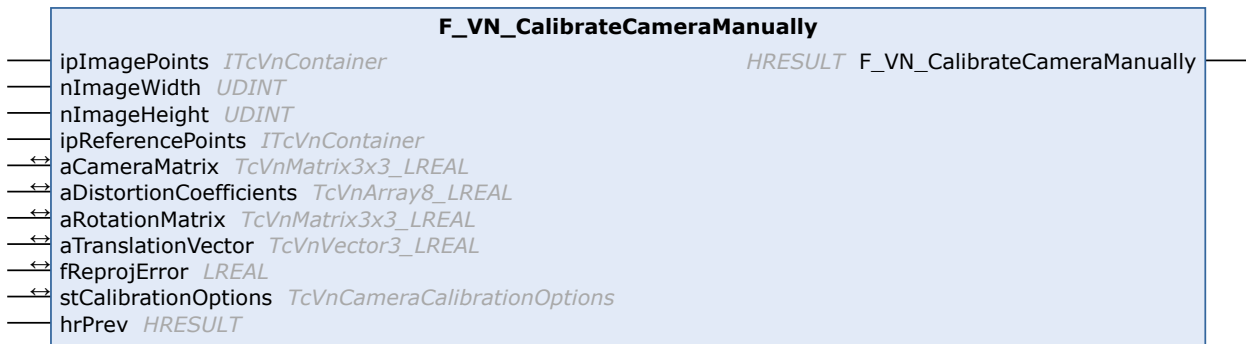 F_VN_CalibrateCameraManually
ipImagePoints ITcVnContainer HRESULT F_VN_CalibrateCameraManually
nImageWidth UDINT
nImageHeight UDINT
ipReferencePoints ITcVnContainer
aCameraMatrix TcVnMatrix3x3_LREAL
aDistortionCoefficients TcVnArray8_LREAL
aRotationMatrix TcVnMatrix3x3_LREAL
aTranslationVector TcVnVector3_LREAL
fReprojError LREAL
stCalibrationOptions TcVnCameraCalibrationOptions
hrPrev HRESULT